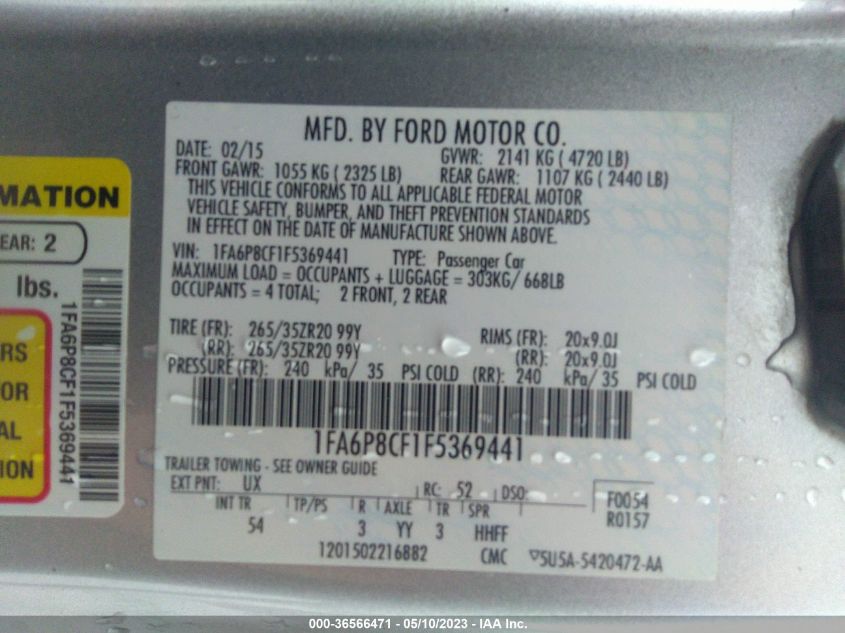 MFD. BY FORD MOTOR CO.
DATE: 02/15 GVWR: 2141 KG ( 4720 LB)
FRONT GAWR: 1055 KG ( 2325 LB) REAR GAWR: 1107 KG ( 2440 LB)
THIS VEHICLE CONFORMS TO ALL APPLICABLE FEDERAL MOTOR
VEHICLE SAFETY, BUMPER, AND THEFT PREVENTION STANDARDS
IN EFFECT ON THE DATE OF MANUFACTURE SHOWN ABOVE.
VIN: 1FA6P8CF1F5369441 TYPE: Passenger Car
MAXIMUM LOAD = OCCUPANTS + LUGGAGE = 303KG/ 668LB
OCCUPANTS = 4 TOTAL; 2 FRONT, 2 REAR
TIRE (FR): 265/35ZR20 99Y RIMS (FR): 20x9.0J
(RR): 265/35ZR20 99Y (RR): 20x9.0J
PRESSURE (FR): 240 kPa/ 35 PSI COLD (RR): 240 kPa/ 35 PSI COLD
1FA6P8CF1F5369441
TRAILER TOWING - SEE OWNER GUIDE
EXT PNT: UX RC: 52 DSO: F0054
INT TR TP/PS R AXLE TR SPR R0157
54 3 YY 3 HHFF
1201502216882 CMC ▽5U5A-5420472-AA
MATION
EAR: 2
lbs.
1FA6P8CF1F5369441
RS
OR
AL
ION
000-36566471 - 05/10/2023 - IAA Inc.